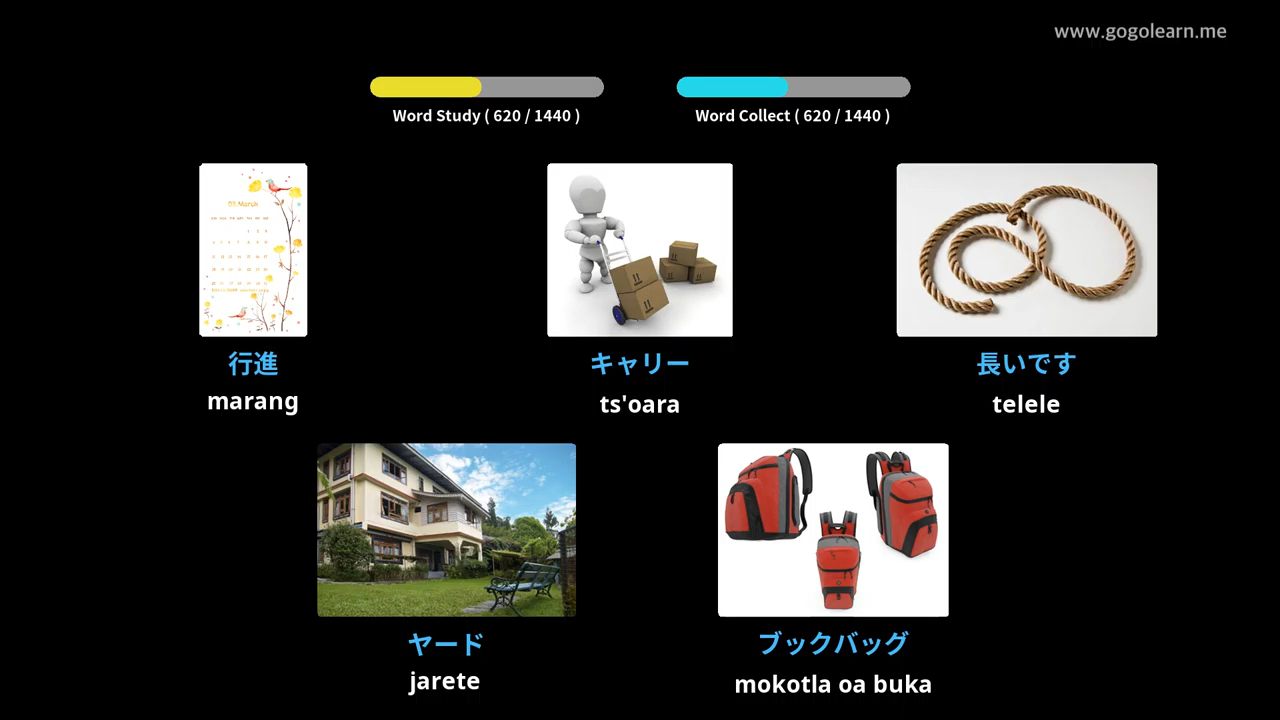 www.gogolearn.me
Word Study ( 620 / 1440 )
Word Collect ( 620 / 1440 )
03 March
行進
marang
キャリー
ts'oara
長いです
telele
ヤード
jarete
ブックバッグ
mokotla oa buka